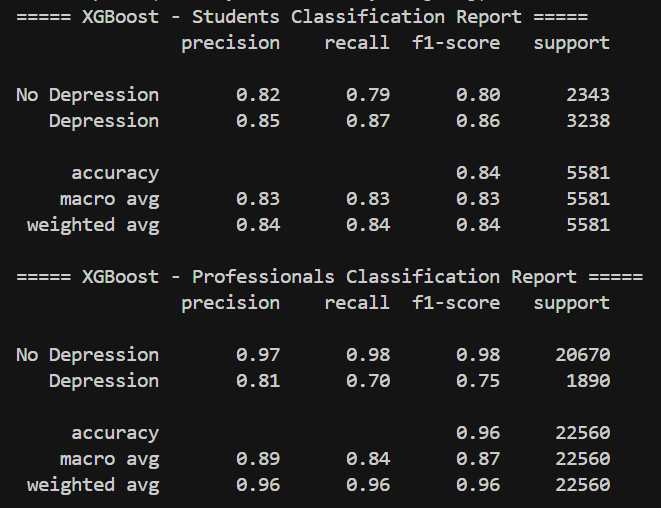 ===== XGBoost - Students Classification Report =====
precision recall f1-score support
No Depression 0.82 0.79 0.80 2343
Depression 0.85 0.87 0.86 3238
accuracy 0.84 5581
macro avg 0.83 0.83 0.83 5581
weighted avg 0.84 0.84 0.84 5581
===== XGBoost - Professionals Classification Report =====
precision recall f1-score support
No Depression 0.97 0.98 0.98 20670
Depression 0.81 0.70 0.75 1890
accuracy 0.96 22560
macro avg 0.89 0.84 0.87 22560
weighted avg 0.96 0.96 0.96 22560